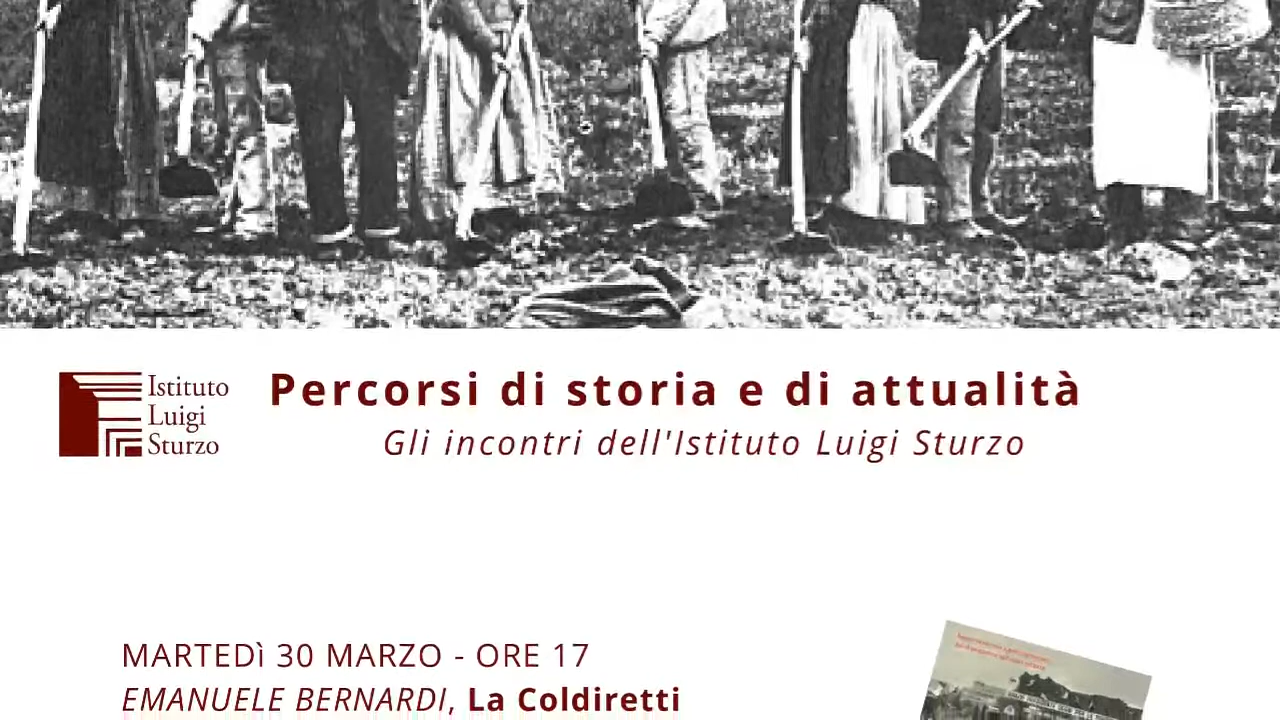 Istituto
Luigi
Sturzo
Percorsi di storia e di attualità
Gli incontri dell'Istituto Luigi Sturzo
MARTEDì 30 MARZO - ORE 17
EMANUELE BERNARDI, La Coldiretti